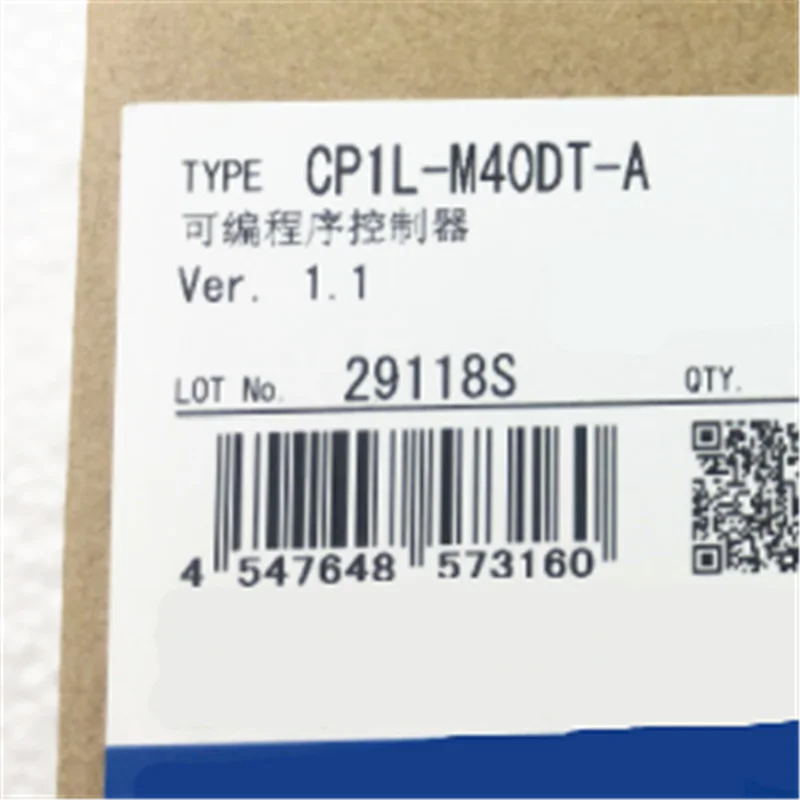 TYPE CP1L-M40DT-A
可编程序控制器
Ver. 1.1
LOT No. 29118S QTY.
4 547648 573160